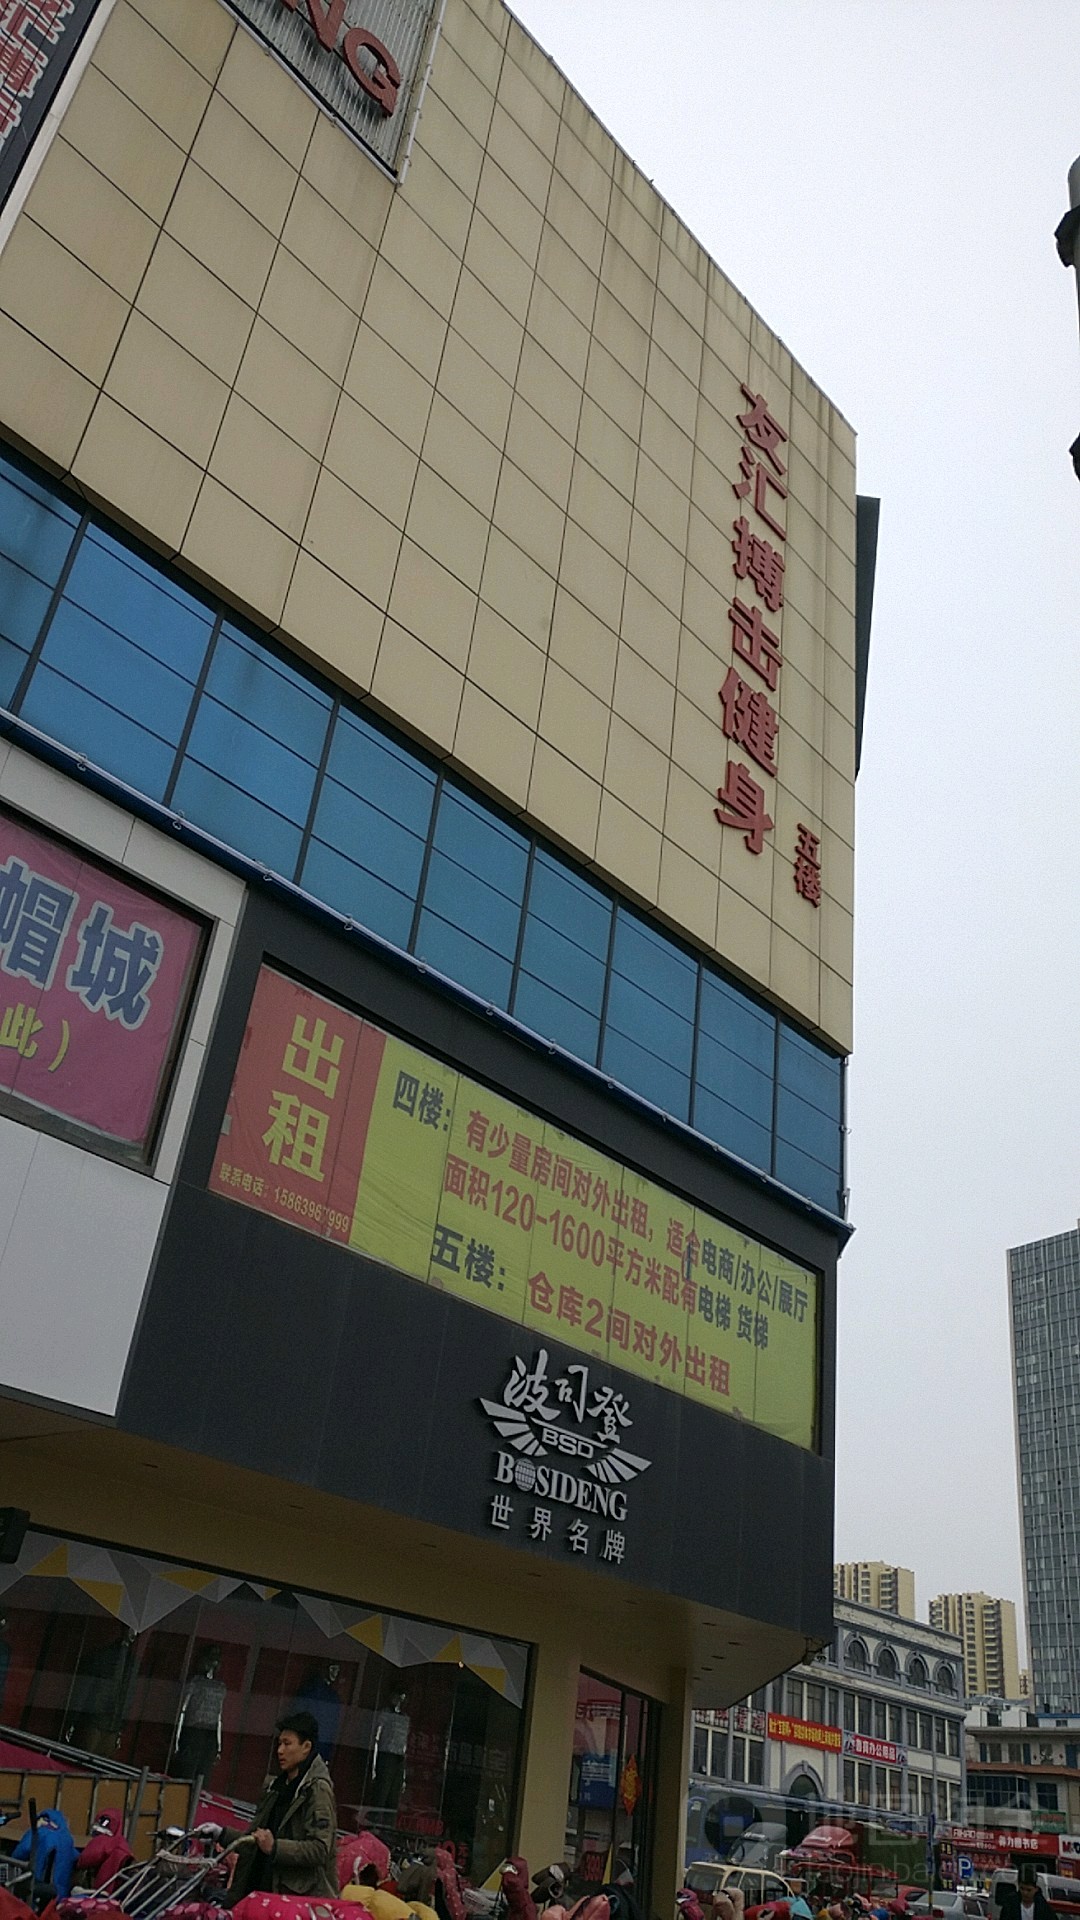 NG
友汇搏击健身
五楼
帽城
此）
出租
联系电话：
四楼：
有少量房间对外出租，适合电商/办公/展厅
面积120-1600平方米配有电梯 货梯
五楼：
仓库2间对外出租
波司登
BSD
BOSIDENG
世界名牌
P